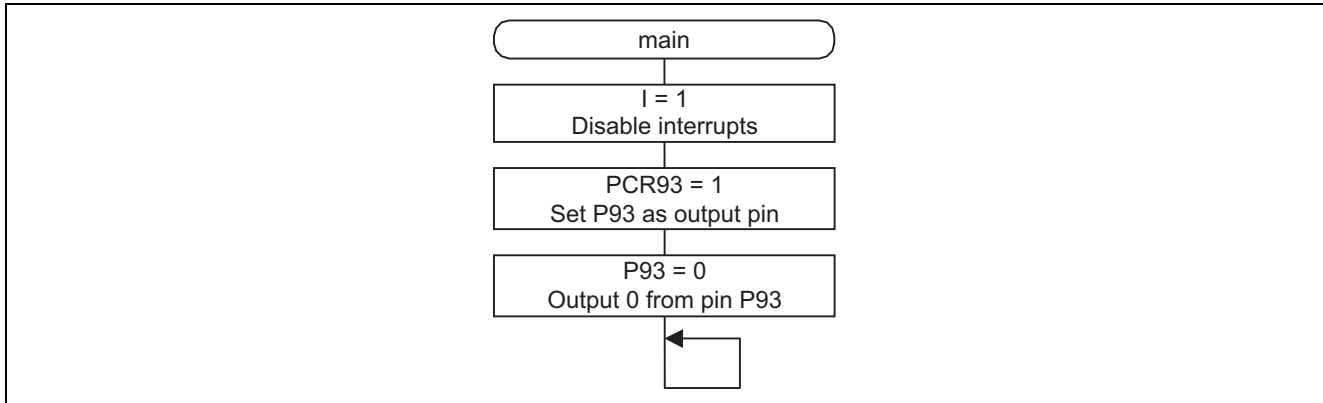 main
I = 1
Disable interrupts
PCR93 = 1
Set P93 as output pin
P93 = 0
Output 0 from pin P93